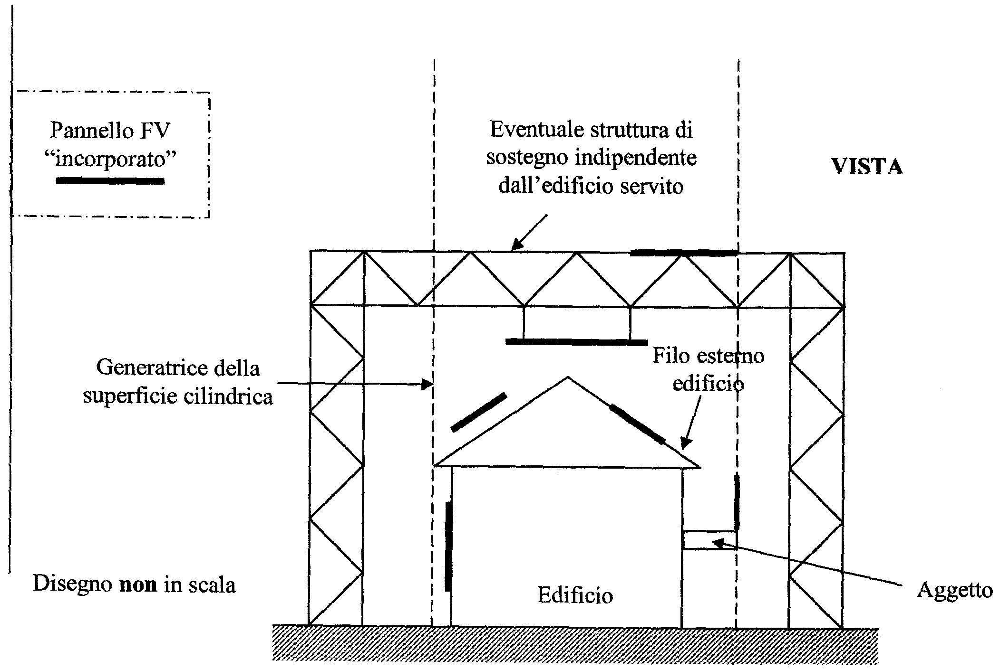 Pannello FV
“incorporato”
Eventuale struttura di
sostegno indipendente
dall’edificio servito
VISTA
Generatrice della
superficie cilindrica
Filo esterno
edificio
Disegno non in scala
Edificio
Aggetto